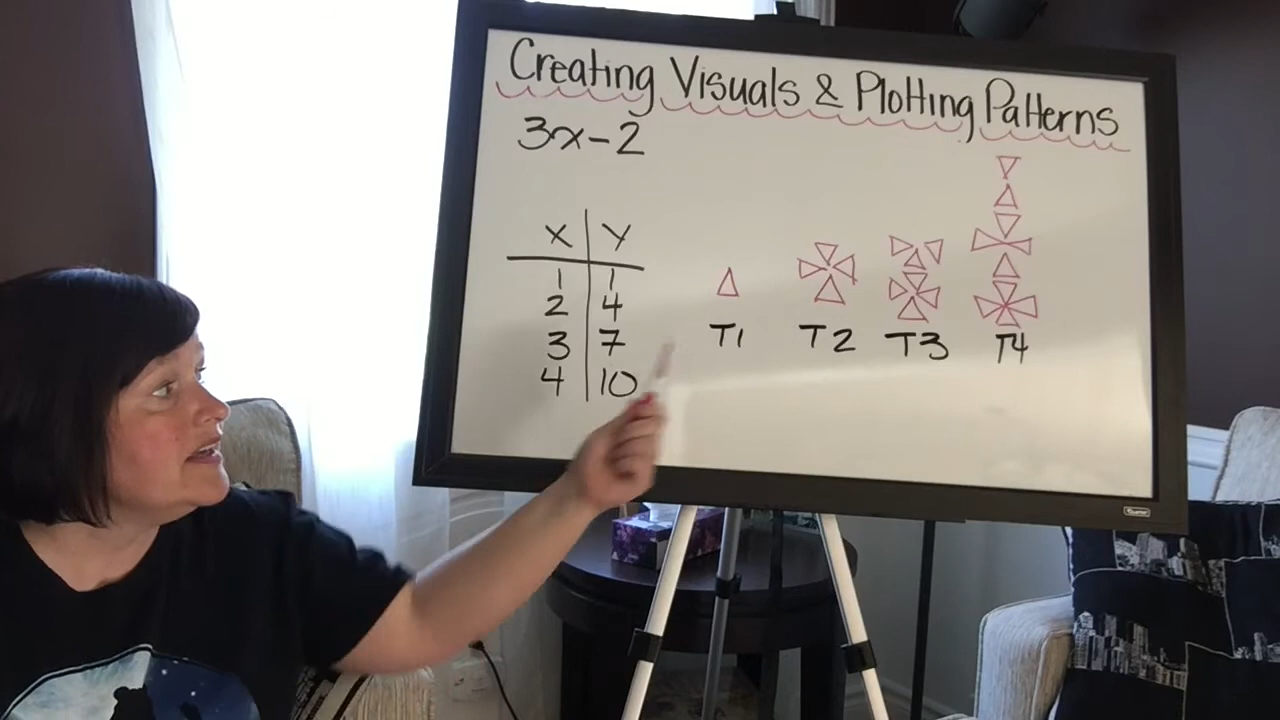 Creating Visuals & Plotting Patterns
3x-2
X Y
1 1
2 4
3 7
4 10
T1 T2 T3 T4